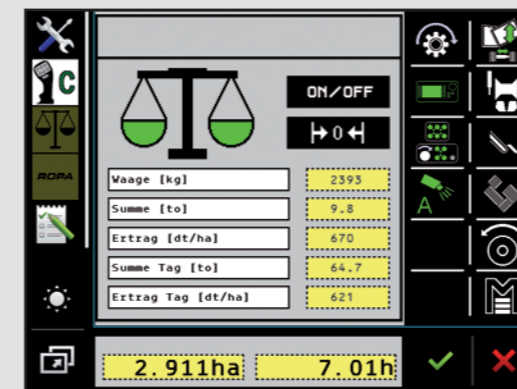 C
ON/OFF
0
ROPA
Waage [kg] 2393
Summe [to] 9.8
Ertrag [dt/ha] 670
Summe Tag [to] 64.7
Ertrag Tag [dt/ha] 621
A
M
2.911ha 7.01h